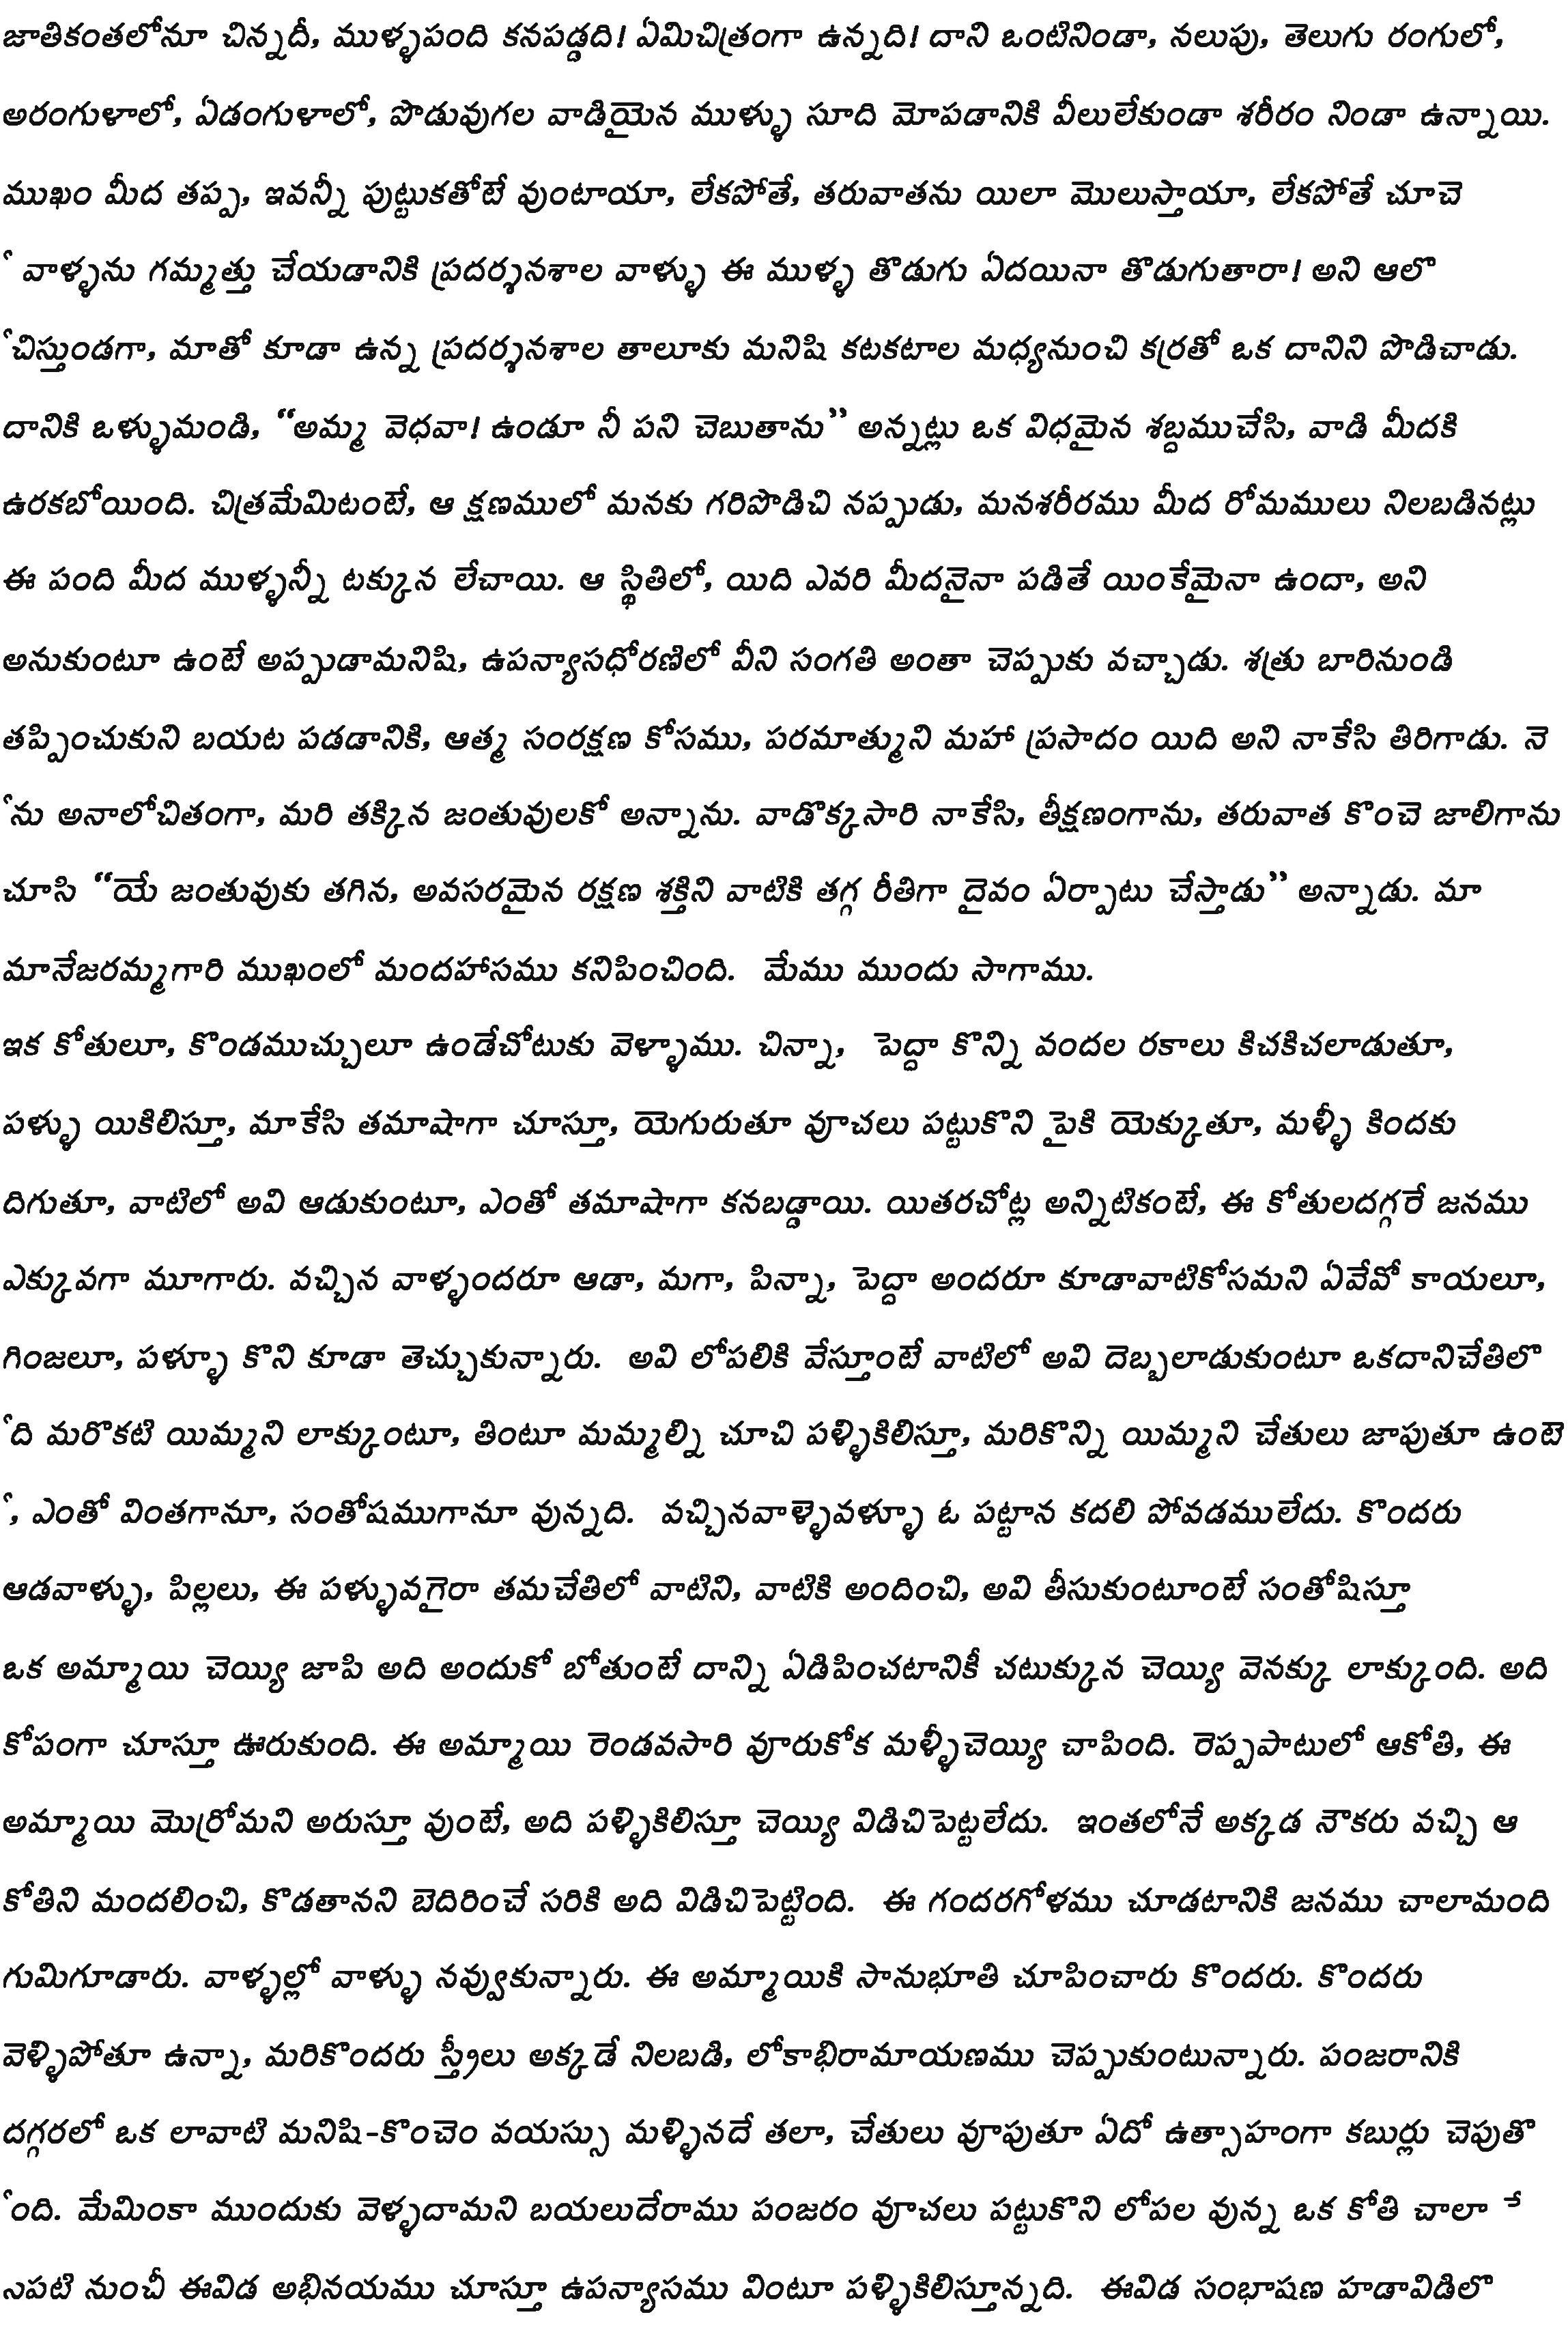 జాతికంతలోనూ చిన్నదీ, ముళ్ళపంది కనపడ్డది! ఏమిచిత్రంగా ఉన్నది! దాని ఒంటినిండా, నలుపు, తెలుగు రంగులో,
అరంగుళాలో, ఏడంగుళాలో, పొడువుగల వాడియైన ముళ్ళు సూది మోపడానికి వీలులేకుండా శరీరం నిండా ఉన్నాయి.
ముఖం మీద తప్ప, ఇవన్నీ పుట్టుకతోటే వుంటాయా, లేకపోతే, తరువాతను యిలా మొలుస్తాయా, లేకపోతే చూచె
ే వాళ్ళను గమ్మత్తు చేయడానికి ప్రదర్శనశాల వాళ్ళు ఈ ముళ్ళ తొడుగు ఏదయినా తొడుగుతారా! అని ఆలొ
ేచిస్తుండగా, మాతో కూడా ఉన్న ప్రదర్శనశాల తాలూకు మనిషి కటకటాల మధ్యనుంచి కర్రతో ఒక దానిని పొడిచాడు.
దానికి ఒళ్ళుమండి, “అమ్మ వెధవా! ఉండూ నీ పని చెబుతాను” అన్నట్లు ఒక విధమైన శబ్దముచేసి, వాడి మీదకి
ఉరకబోయింది. చిత్రమేమిటంటే, ఆ క్షణములో మనకు గరిపొడిచి నప్పుడు, మనశరీరము మీద రోమములు నిలబడినట్లు
ఈ పంది మీద ముళ్ళన్నీ టక్కున లేచాయి. ఆ స్థితిలో, యిది ఎవరి మీదనైనా పడితే యింకేమైనా ఉందా, అని
అనుకుంటూ ఉంటే అప్పుడామనిషి, ఉపన్యాసధోరణిలో వీని సంగతి అంతా చెప్పుకు వచ్చాడు. శత్రు బారినుండి
తప్పించుకుని బయట పడడానికి, ఆత్మ సంరక్షణ కోసము, పరమాత్ముని మహా ప్రసాదం యిది అని నాకేసి తిరిగాడు. నె
ేను అనాలోచితంగా, మరి తక్కిన జంతువులకో అన్నాను. వాడొక్కసారి నాకేసి, తీక్షణంగాను, తరువాత కొంచె జాలిగాను
చూసి “యే జంతువుకు తగిన, అవసరమైన రక్షణ శక్తిని వాటికి తగ్గ రీతిగా దైవం ఏర్పాటు చేస్తాడు” అన్నాడు. మా
మానేజరమ్మగారి ముఖంలో మందహాసము కనిపించింది. మేము ముందు సాగాము.
ఇక కోతులూ, కొండముచ్చులూ ఉండేచోటుకు వెళ్ళాము. చిన్నా, పెద్దా కొన్ని వందల రకాలు కిచకిచలాడుతూ,
పళ్ళు యికిలిస్తూ, మాకేసి తమాషాగా చూస్తూ, యెగురుతూ వూచలు పట్టుకొని పైకి యెక్కుతూ, మళ్ళీ కిందకు
దిగుతూ, వాటిలో అవి ఆడుకుంటూ, ఎంతో తమాషాగా కనబడ్డాయి. యితరచోట్ల అన్నిటికంటే, ఈ కోతులదగ్గరే జనము
ఎక్కువగా మూగారు. వచ్చిన వాళ్ళందరూ ఆడా, మగా, పిన్నా, పెద్దా అందరూ కూడావాటికోసమని ఏవేవో కాయలూ,
గింజలూ, పళ్ళూ కొని కూడా తెచ్చుకున్నారు. అవి లోపలికి వేస్తూంటే వాటిలో అవి దెబ్బలాడుకుంటూ ఒకదానిచేతిలొ
ేది మరొకటి యిమ్మని లాక్కుంటూ, తింటూ మమ్మల్ని చూచి పళ్ళికిలిస్తూ, మరికొన్ని యిమ్మని చేతులు జాపుతూ ఉంటె
ే, ఎంతో వింతగానూ, సంతోషముగానూ వున్నది. వచ్చినవాళ్ళెవళ్ళూ ఓ పట్టాన కదలి పోవడములేదు. కొందరు
ఆడవాళ్ళు, పిల్లలు, ఈ పళ్ళువగైరా తమచేతిలో వాటిని, వాటికి అందించి, అవి తీసుకుంటూంటే సంతోషిస్తూ
ఒక అమ్మాయి చెయ్యి జాపి అది అందుకో బోతుంటే దాన్ని ఏడిపించటానికీ చటుక్కున చెయ్యి వెనక్కు లాక్కుంది. అది
కోపంగా చూస్తూ ఊరుకుంది. ఈ అమ్మాయి రెండవసారి వూరుకోక మళ్ళీచెయ్యి చాపింది. రెప్పపాటులో ఆకోతి, ఈ
అమ్మాయి మొర్రోమని అరుస్తూ వుంటే, అది పళ్ళికిలిస్తూ చెయ్యి విడిచిపెట్టలేదు. ఇంతలోనే అక్కడ నౌకరు వచ్చి ఆ
కోతిని మందలించి, కొడతానని బెదిరించే సరికి అది విడిచిపెట్టింది. ఈ గందరగోళము చూడటానికి జనము చాలామంది
గుమిగూడారు. వాళ్ళల్లో వాళ్ళు నవ్వుకున్నారు. ఈ అమ్మాయికి సానుభూతి చూపించారు కొందరు. కొందరు
వెళ్ళిపోతూ ఉన్నా, మరికొందరు స్త్రీలు అక్కడే నిలబడి, లోకాభిరామాయణము చెప్పుకుంటున్నారు. పంజరానికి
దగ్గరలో ఒక లావాటి మనిషి-కొంచెం వయస్సు మళ్ళినదే తలా, చేతులు వూపుతూ ఏదో ఉత్సాహంగా కబుర్లు చెపుతొ
ేంది. మేమింకా ముందుకు వెళ్ళదామని బయలుదేరాము పంజరం వూచలు పట్టుకొని లోపల వున్న ఒక కోతి చాలా సే
పటి నుంచీ ఈవిడ అభినయము చూస్తూ ఉపన్యాసము వింటూ పళ్ళికిలిస్తూన్నది. ఈవిడ సంభాషణ హడావిడిలొ